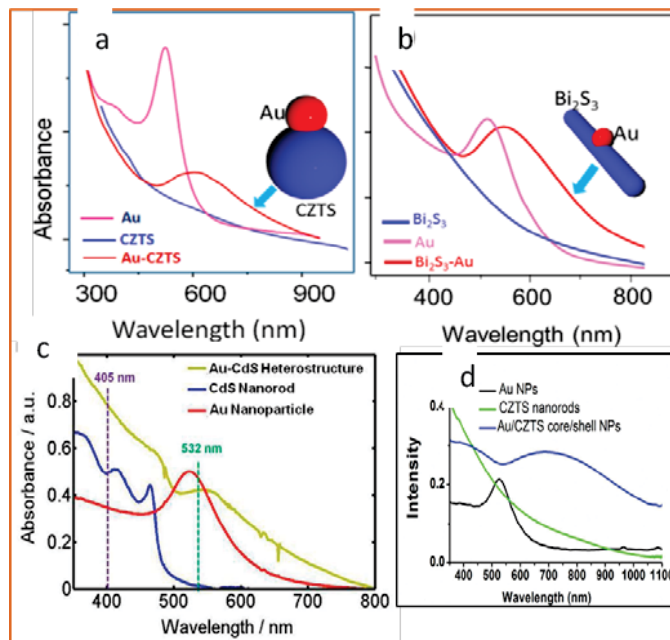 a
Au
CZTS
Absorbance
Au
CZTS
Au-CZTS
300
600
900
Wavelength (nm)
b
Bi₂S₃
Au
Bi₂S₃
Au
Bi₂S₃-Au
400
600
800
Wavelength (nm)
C
405 nm
Au-CdS Heterostructure
CdS Nanorod
Au Nanoparticle
532 nm
0.8
0.6
0.4
0.2
0
Absorbance / a.u.
400
500
600
700
800
Wavelength / nm
d
Au NPs
CZTS nanorods
Au/CZTS core/shell NPs
0.4
0.2
0.0
Intensity
400 500 600 700 800 900 1000 1100
Wavelength (nm)